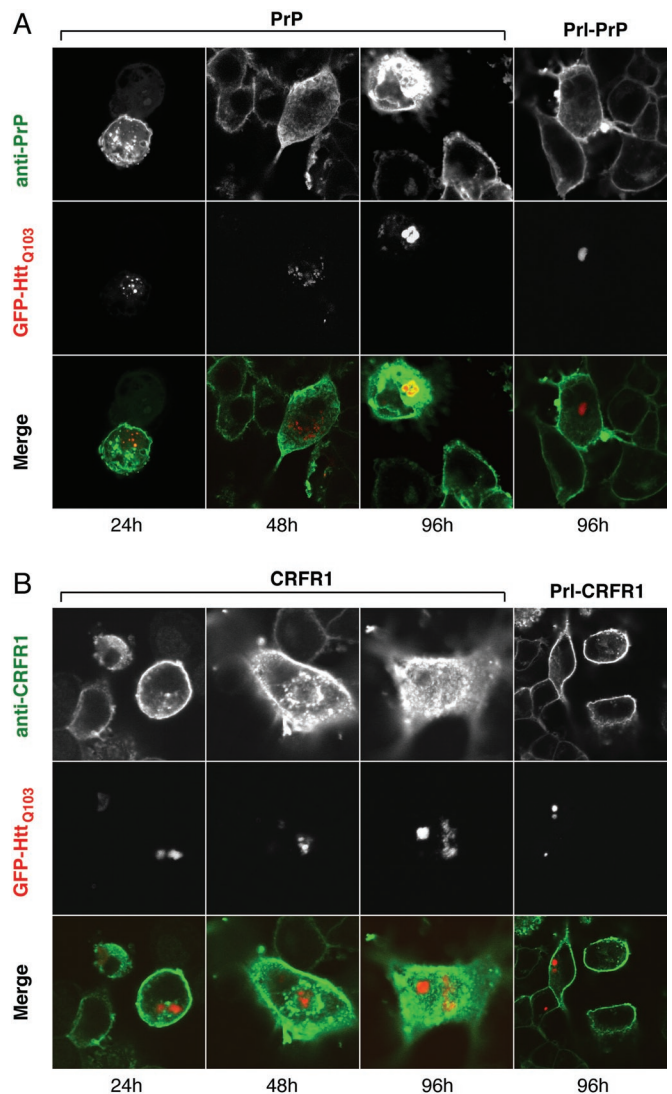 A
PrP
Prl-PrP
anti-PrP
GFP-HttQ103
Merge
24h 48h 96h 96h
B
CRFR1
Prl-CRFR1
anti-CRFR1
GFP-HttQ103
Merge
24h 48h 96h 96h